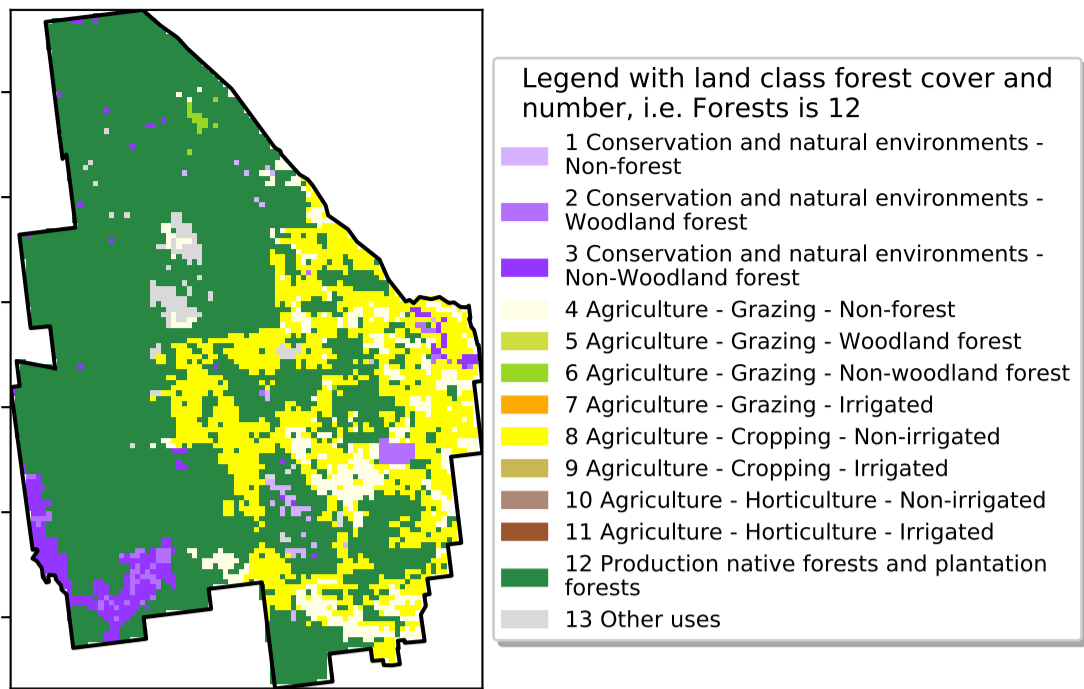 Legend with land class forest cover and
number, i.e. Forests is 12
1 Conservation and natural environments -
Non-forest
2 Conservation and natural environments -
Woodland forest
3 Conservation and natural environments -
Non-Woodland forest
4 Agriculture - Grazing - Non-forest
5 Agriculture - Grazing - Woodland forest
6 Agriculture - Grazing - Non-woodland forest
7 Agriculture - Grazing - Irrigated
8 Agriculture - Cropping - Non-irrigated
9 Agriculture - Cropping - Irrigated
10 Agriculture - Horticulture - Non-irrigated
11 Agriculture - Horticulture - Irrigated
12 Production native forests and plantation
forests
13 Other uses